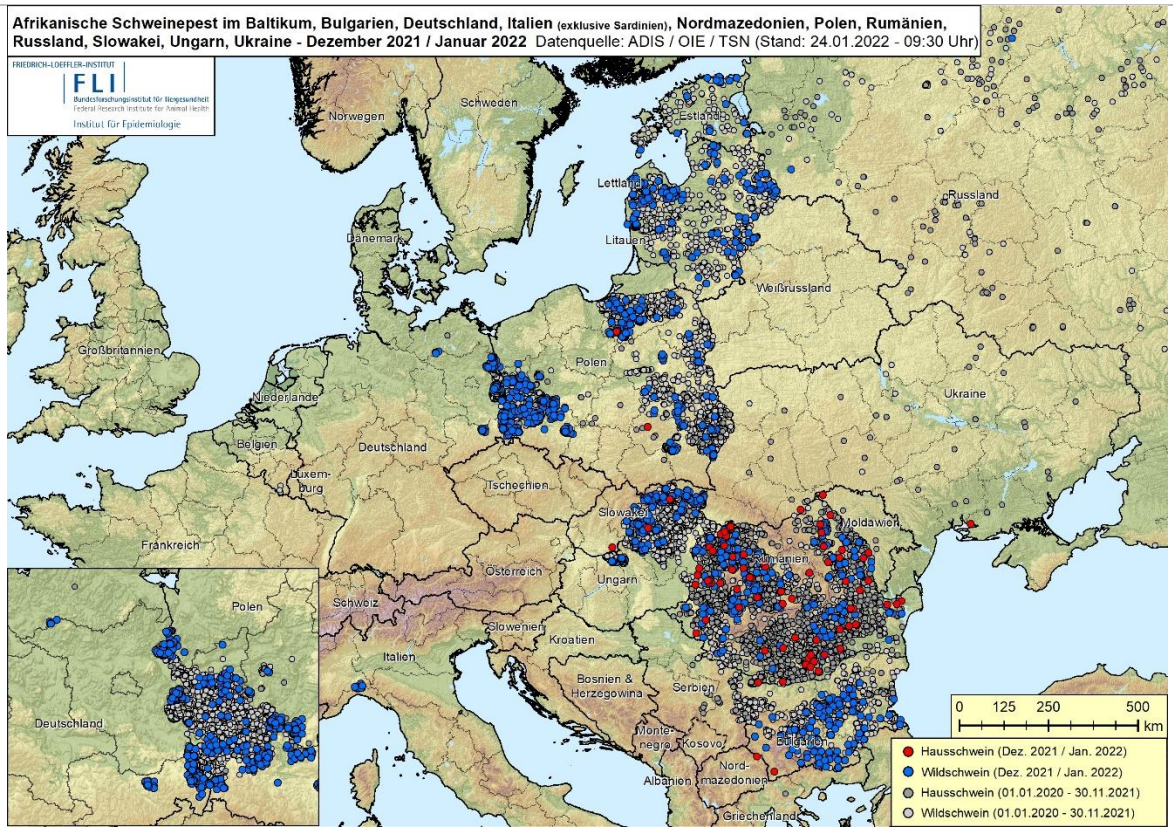 Afrikanische Schweinepest im Baltikum, Bulgarien, Deutschland, Italien (exklusive Sardinien), Nordmazedonien, Polen, Rumänien,
Russland, Slowakei, Ungarn, Ukraine - Dezember 2021 / Januar 2022 Datenquelle: ADIS / OIE / TSN (Stand: 24.01.2022 - 09:30 Uhr)
FRIEDRICH-LOEFFLER-INSTITUT
FLI
Bundesforschungsinstitut für Tiergesundheit
Federal Research Institute for Animal Health
Institut für Epidemiologie
Norwegen
Schweden
Estland
Lettland
Russland
Dänemark
Litauen
Weißrussland
Großbritannien
Polen
Niederlande
Ukraine
Belgien
Deutschland
Luxem-
burg
Tschechien
Slowakei
Moldawien
Frankreich
Rumänien
Österreich
Ungarn
Schweiz
Slowenien
Kroatien
Italien
Bosnien &
Herzegowina
Serbien
Monte-
negro
Kosovo
Bulgarien
Nord-
mazedonien
Albanien
Griechenland
Polen
Deutschland
0 125 250 500
km
Hausschwein (Dez. 2021 / Jan. 2022)
Wildschwein (Dez. 2021 / Jan. 2022)
Hausschwein (01.01.2020 - 30.11.2021)
Wildschwein (01.01.2020 - 30.11.2021)